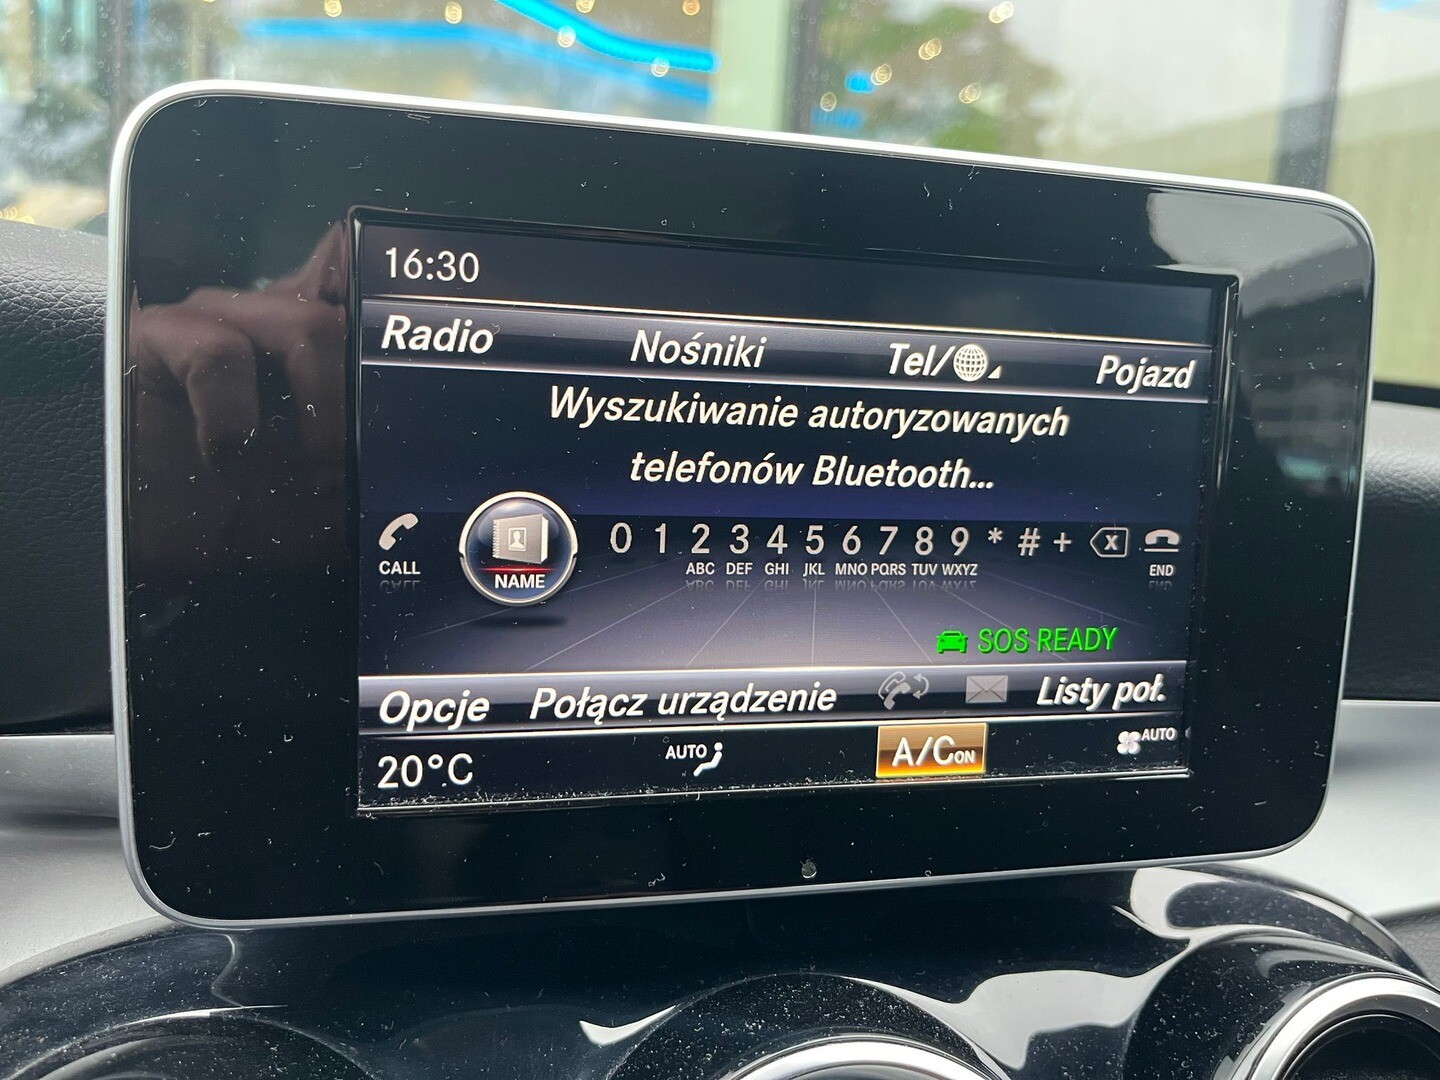 16:30
Radio Nośniki Tel/ Pojazd
Wyszukiwanie autoryzowanych
telefonów Bluetooth...
0 1 2 3 4 5 6 7 8 9 * # + x
CALL NAME ABC DEF GHI JKL MNO PQRS TUV WXYZ END
SOS READY
Opcje Połącz urządzenie Listy poł.
20°C AUTO A/C ON AUTO